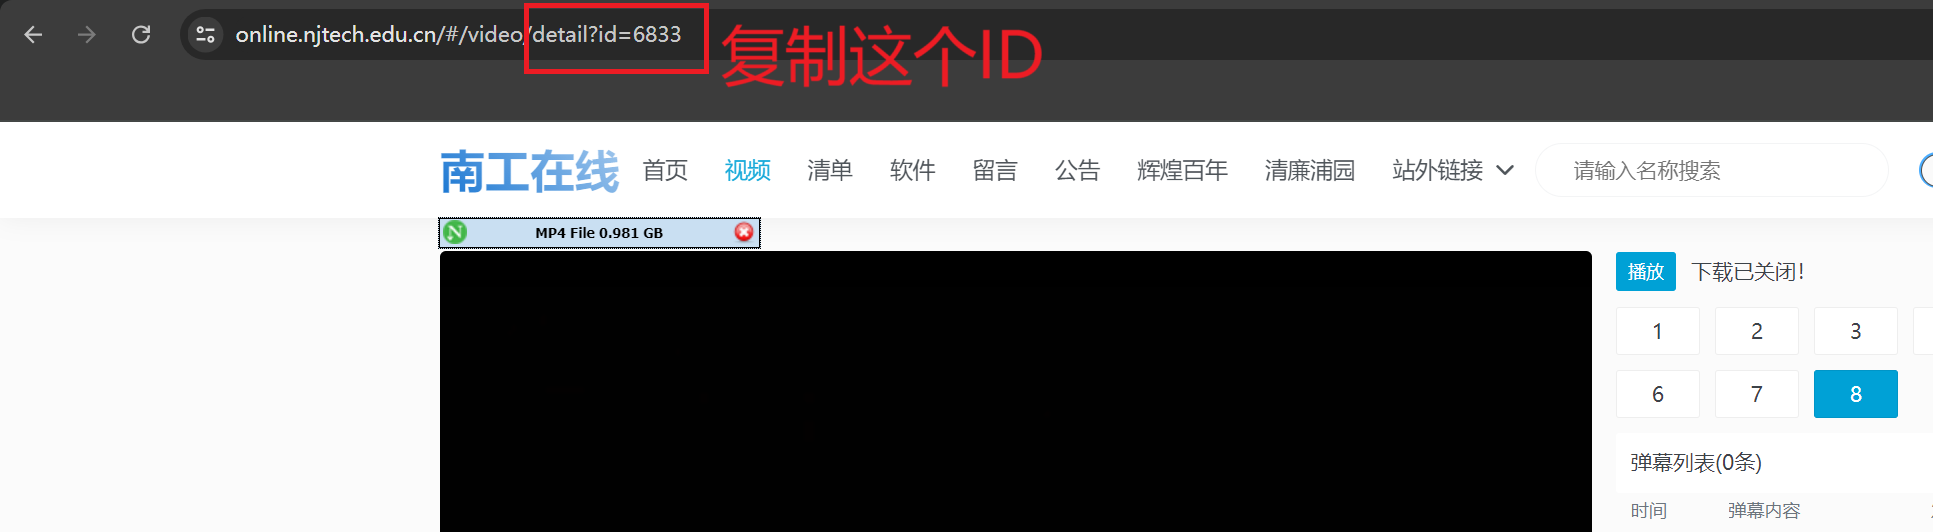 online.njtech.edu.cn/#/video/detail?id=6833
复制这个ID
南工在线 首页 视频 清单 软件 留言 公告 辉煌百年 清廉浦园 站外链接 请输入名称搜索
MP4 File 0.981 GB
播放 下载已关闭!
1 2 3
6 7 8
弹幕列表(0条)
时间 弹幕内容